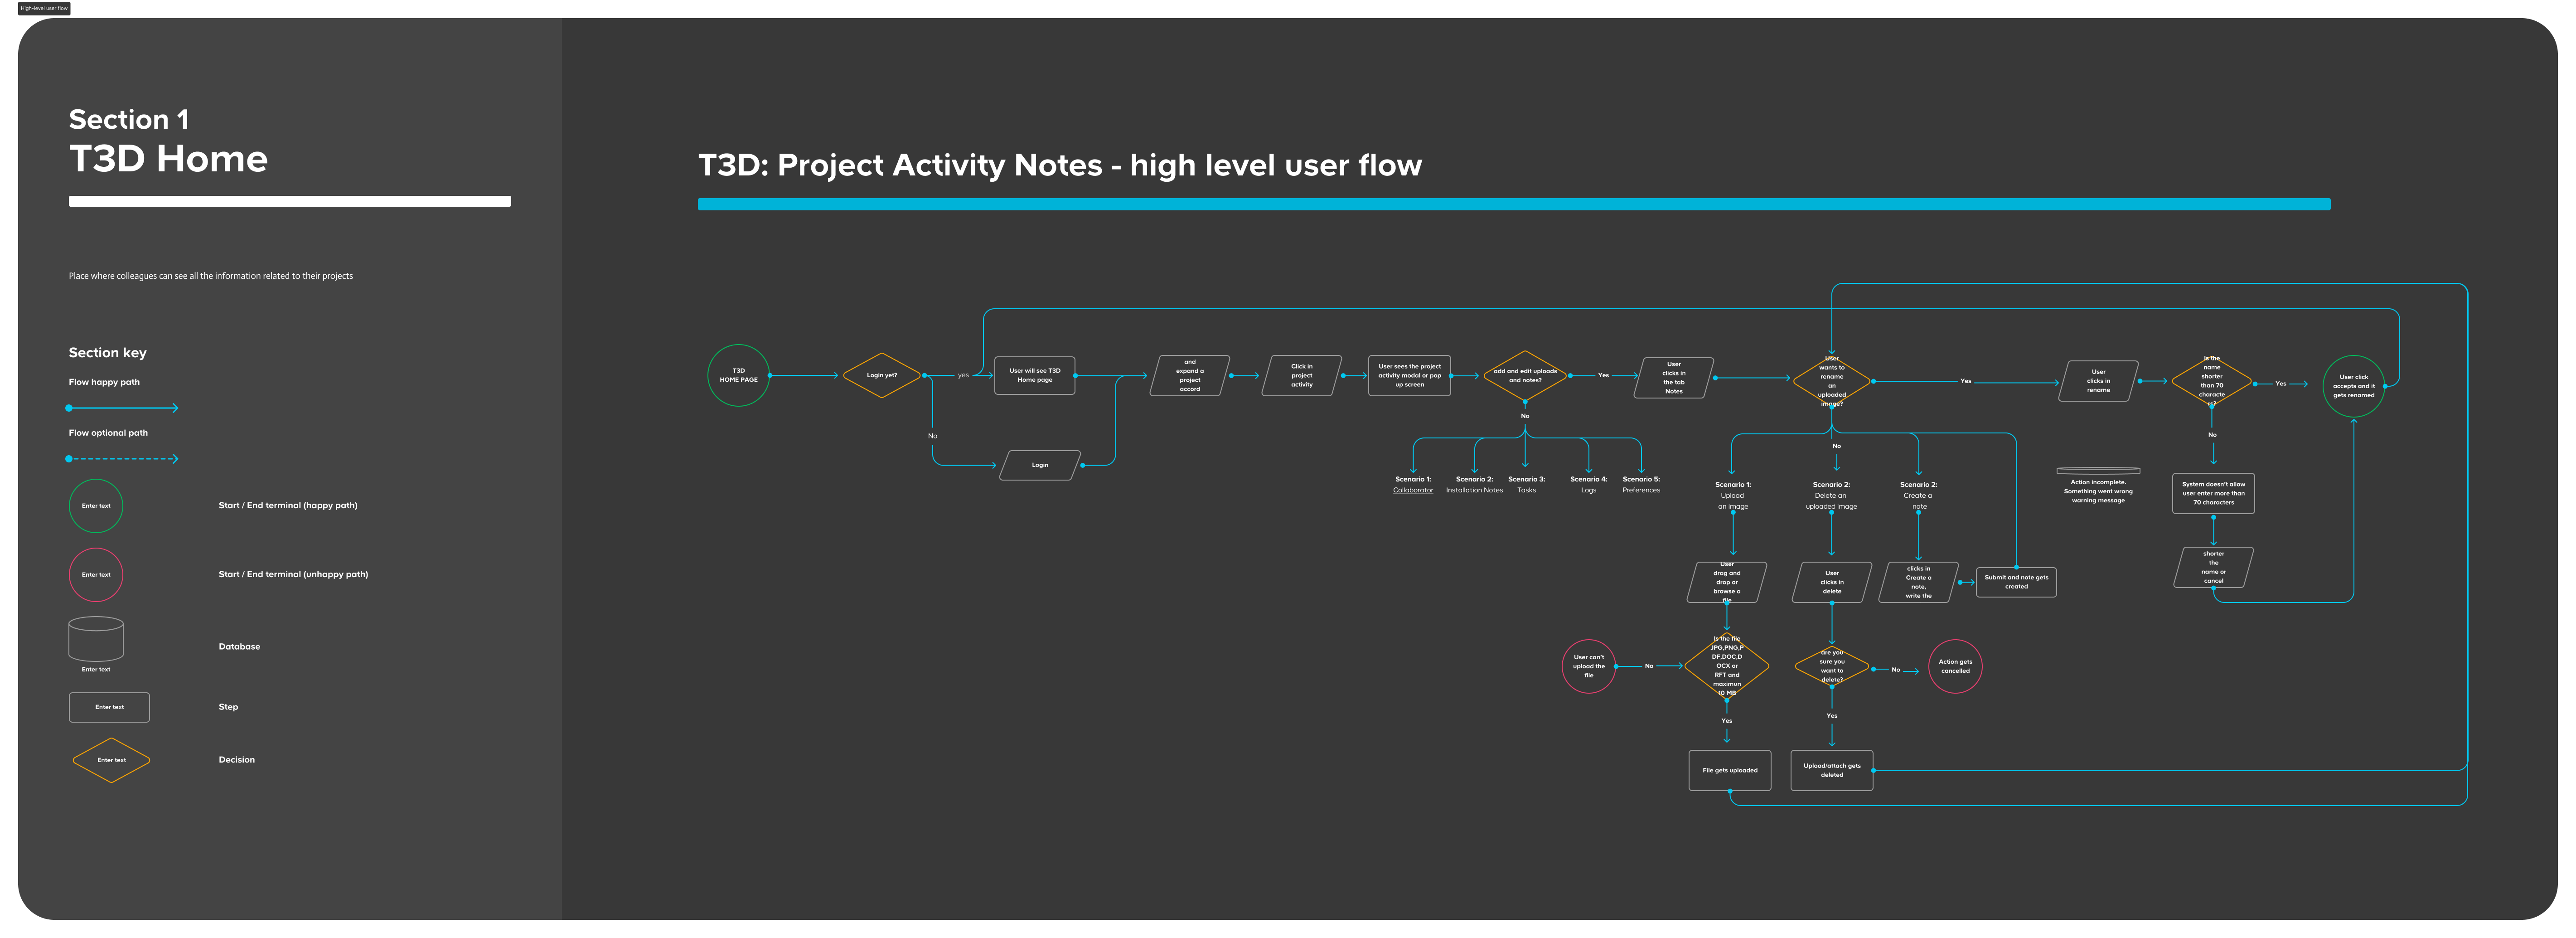 High-level user flow
Section 1
T3D Home
Place where colleagues can see all the information related to their projects
Section key
Flow happy path
Flow optional path
Enter text
Start / End terminal (happy path)
Enter text
Start / End terminal (unhappy path)
Enter text
Database
Enter text
Step
Enter text
Decision
T3D: Project Activity Notes - high level user flow
T3D
HOME PAGE
Login yet?
yes
No
User will see T3D
Home page
Login
and
expand a
project
accord
Click in
project
activity
User sees the project
activity modal or pop
up screen
add and edit uploads
and notes?
Yes
No
Scenario 1:
Collaborator
Scenario 2:
Installation Notes
Scenario 3:
Tasks
Scenario 4:
Logs
Scenario 5:
Preferences
User
clicks in
the tab
Notes
User
wants to
rename
an
uploaded
image?
Yes
No
Scenario 1:
Upload
an image
Scenario 2:
Delete an
uploaded image
Scenario 2:
Create a
note
User
drag and
drop or
browse a
file
User
clicks in
delete
clicks in
Create a
note,
write the
Submit and note gets
created
User can't
upload the
file
No
Is the file
JPG,PNG,P
DF,DOC,D
OCX or
RFT and
maximun
10 MB
Yes
File gets uploaded
are you
sure you
want to
delete?
No
Action gets
cancelled
Yes
Upload/attach gets
deleted
User
clicks in
rename
Action incomplete.
Something went wrong
warning message
Is the
name
shorter
than 70
characte
rs?
Yes
No
System doesn't allow
user enter more than
70 characters
shorter
the
name or
cancel
User click
accepts and it
gets renamed